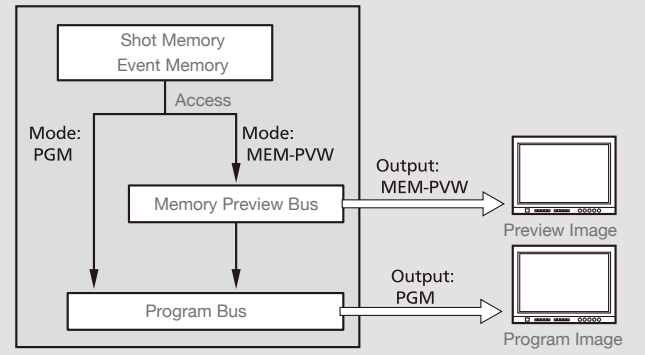 Shot Memory
Event Memory
Access
Mode:
PGM
Mode:
MEM-PVW
Output:
MEM-PVW
Memory Preview Bus
Preview Image
Output:
PGM
Program Bus
Program Image